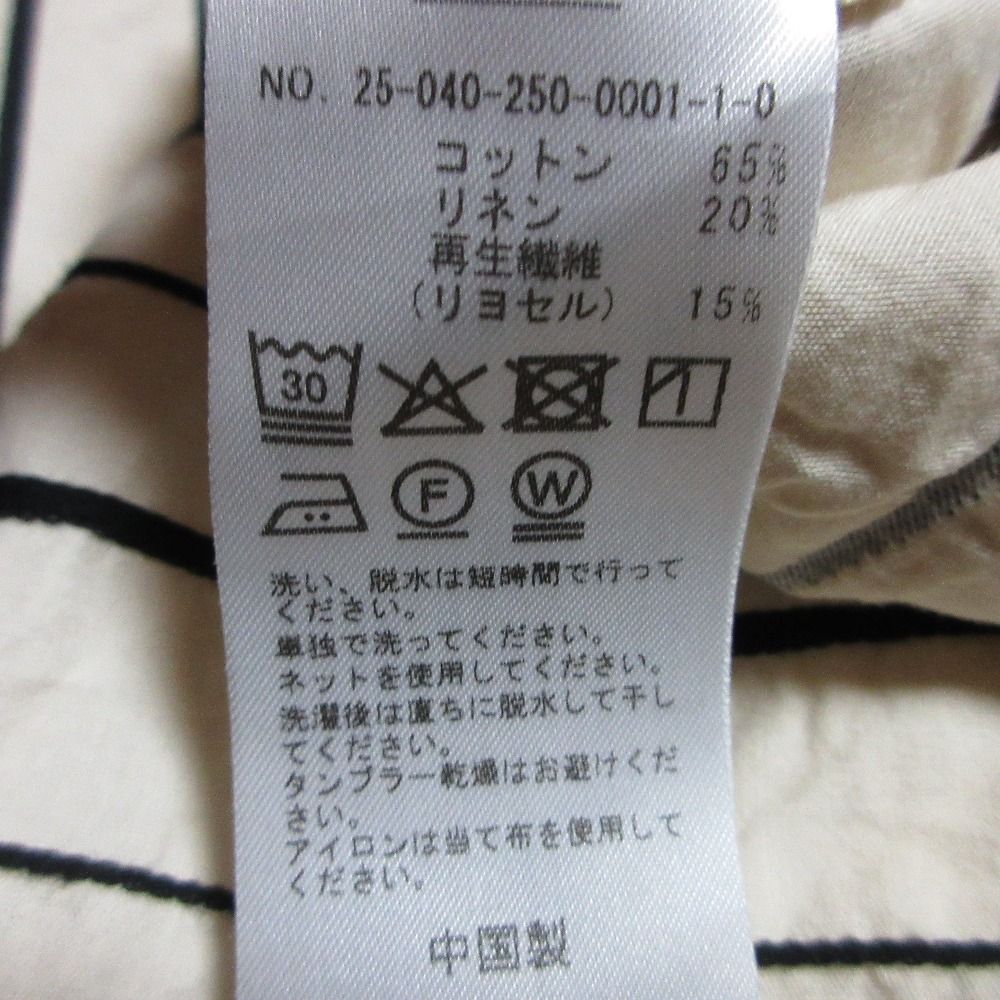 NO. 25-040-250-0001-1-0
コットン 65%
リネン 20%
再生繊維
(リヨセル) 15%
30
F W
洗い、脱水は短時間で行って
ください。
単独で洗ってください。
ネットを使用してください。
洗濯後は直ちに脱水して干し
てください。
タンブラー乾燥はお避けくだ
さい。
アイロンは当て布を使用して
ください。
中国製